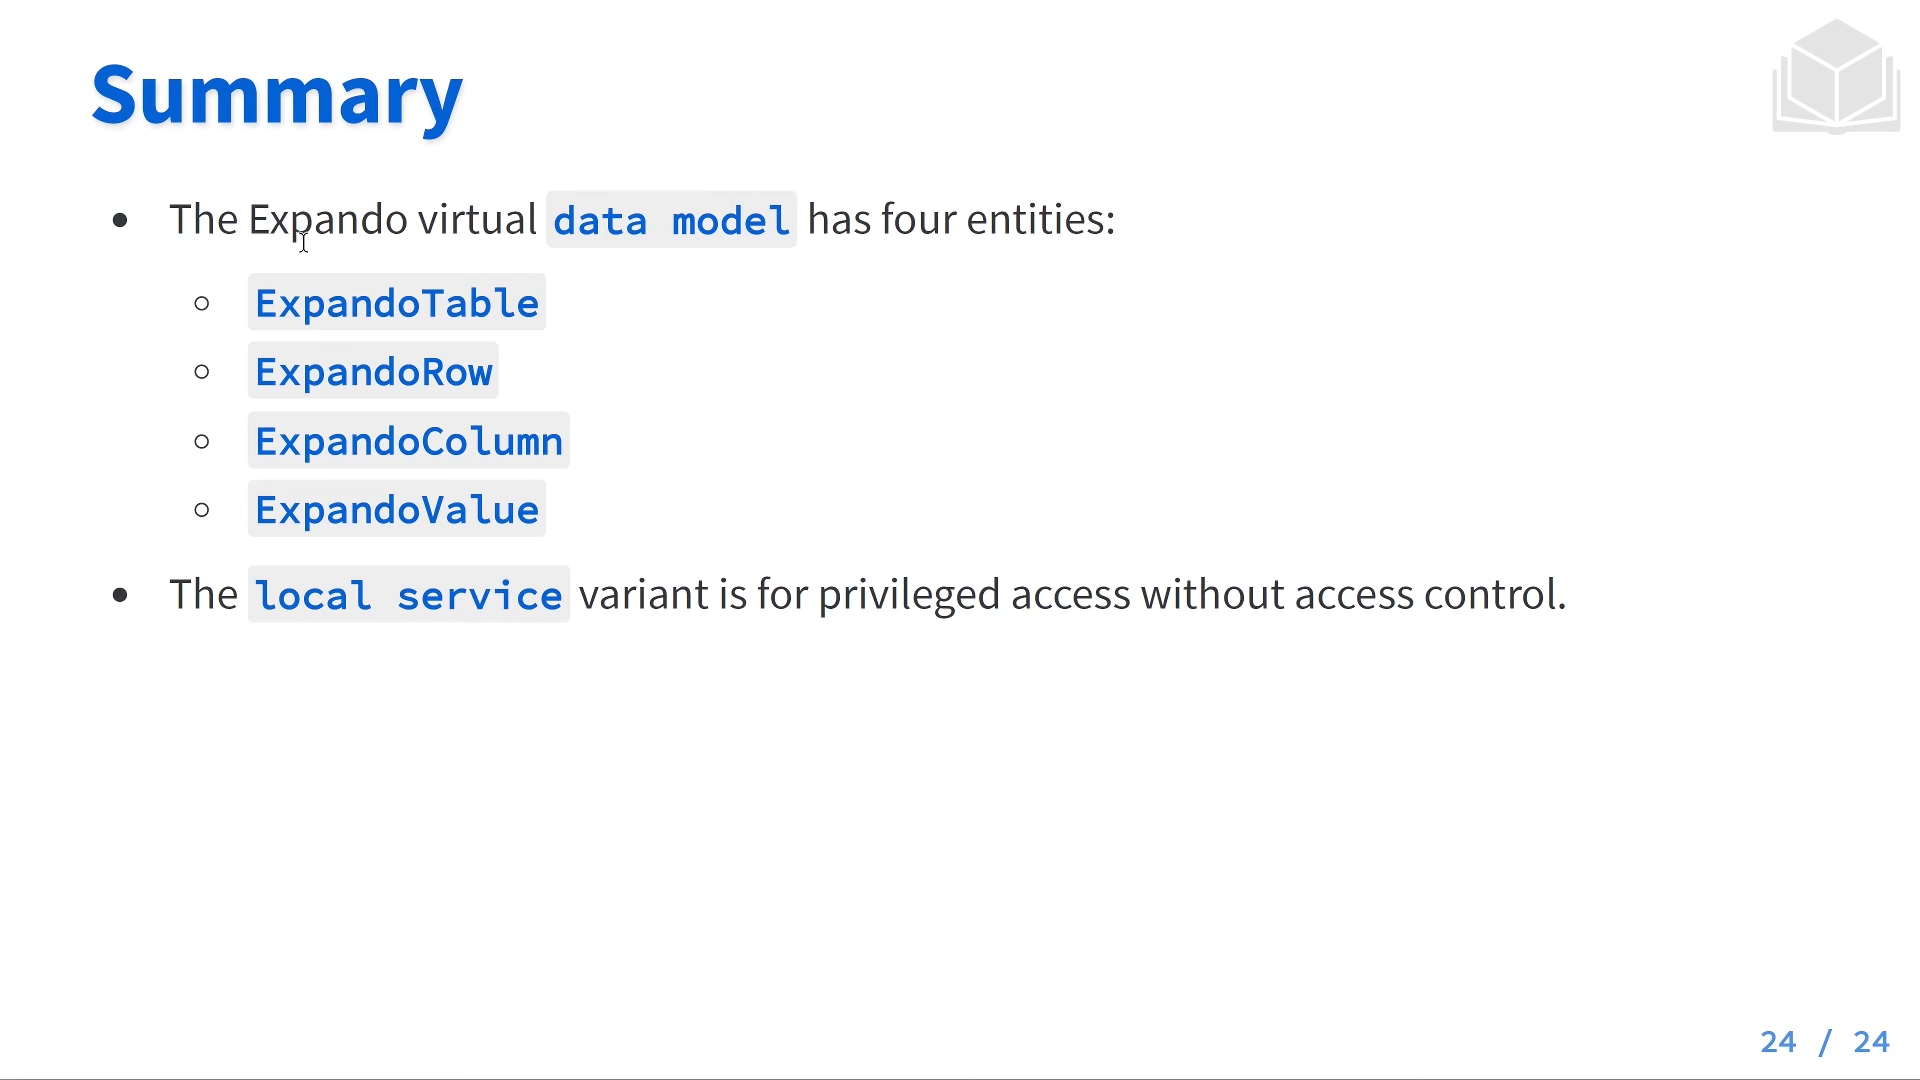 Summary
The Expando virtual data model has four entities:
ExpandoTable
ExpandoRow
ExpandoColumn
ExpandoValue
The local service variant is for privileged access without access control.
24 / 24